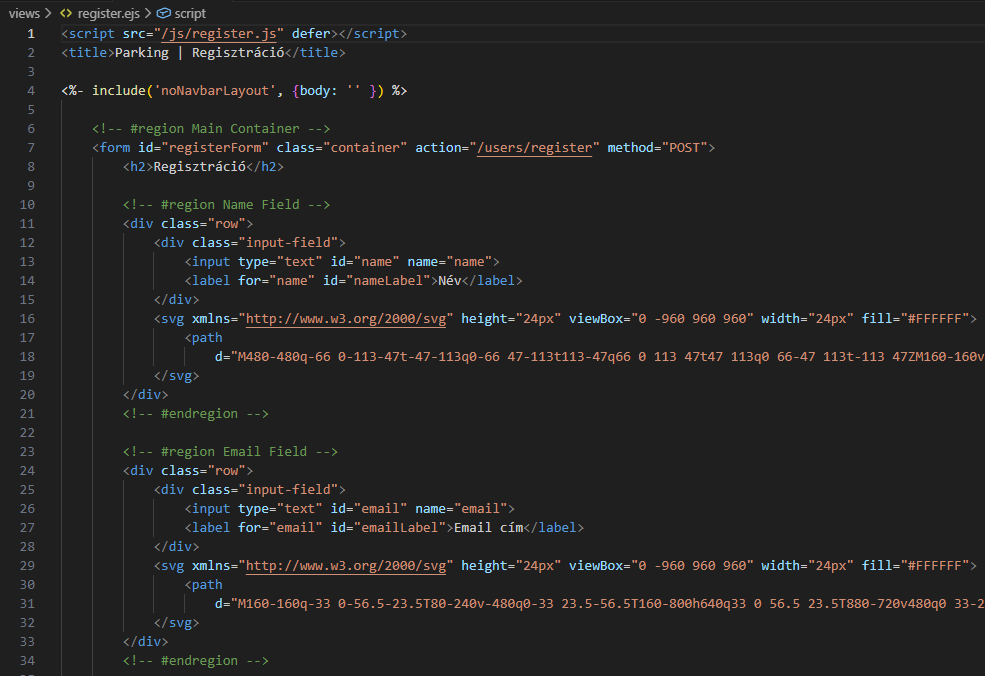 views > register.ejs > script
1 <script src="/js/register.js" defer></script>
2 <title>Parking | Regisztráció</title>
3
4 <%- include('noNavbarLayout', {body: '' }) %>
5
6 <!-- #region Main Container -->
7 <form id="registerForm" class="container" action="/users/register" method="POST">
8 <h2>Regisztráció</h2>
9
10 <!-- #region Name Field -->
11 <div class="row">
12 <div class="input-field">
13 <input type="text" id="name" name="name">
14 <label for="name" id="nameLabel">Név</label>
15 </div>
16 <svg xmlns="http://www.w3.org/2000/svg" height="24px" viewBox="0 -960 960 960" width="24px" fill="#FFFFFF">
17 <path
18 d="M480-480q-66 0-113-47t-47-113q0-66 47-113t113-47q66 0 113 47t47 113q0 66-47 113t-113 47ZM160-160v
19 </svg>
20 </div>
21 <!-- #endregion -->
22
23 <!-- #region Email Field -->
24 <div class="row">
25 <div class="input-field">
26 <input type="text" id="email" name="email">
27 <label for="email" id="emailLabel">Email cím</label>
28 </div>
29 <svg xmlns="http://www.w3.org/2000/svg" height="24px" viewBox="0 -960 960 960" width="24px" fill="#FFFFFF">
30 <path
31 d="M160-160q-33 0-56.5-23.5T80-240v-480q0-33 23.5-56.5T160-800h640q33 0 56.5 23.5T880-720v480q0 33-2
32 </svg>
33 </div>
34 <!-- #endregion -->